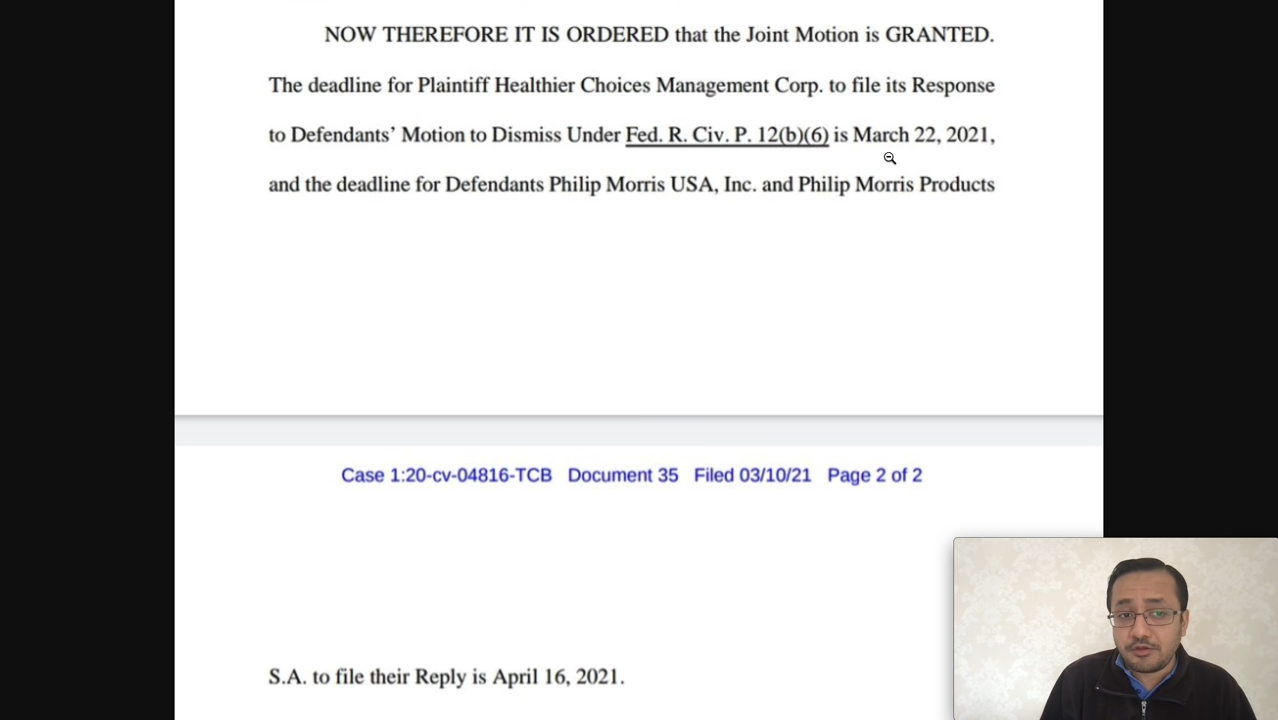 NOW THEREFORE IT IS ORDERED that the Joint Motion is GRANTED.
The deadline for Plaintiff Healthier Choices Management Corp. to file its Response
to Defendants’ Motion to Dismiss Under Fed. R. Civ. P. 12(b)(6) is March 22, 2021,
and the deadline for Defendants Philip Morris USA, Inc. and Philip Morris Products
Case 1:20-cv-04816-TCB Document 35 Filed 03/10/21 Page 2 of 2
S.A. to file their Reply is April 16, 2021.